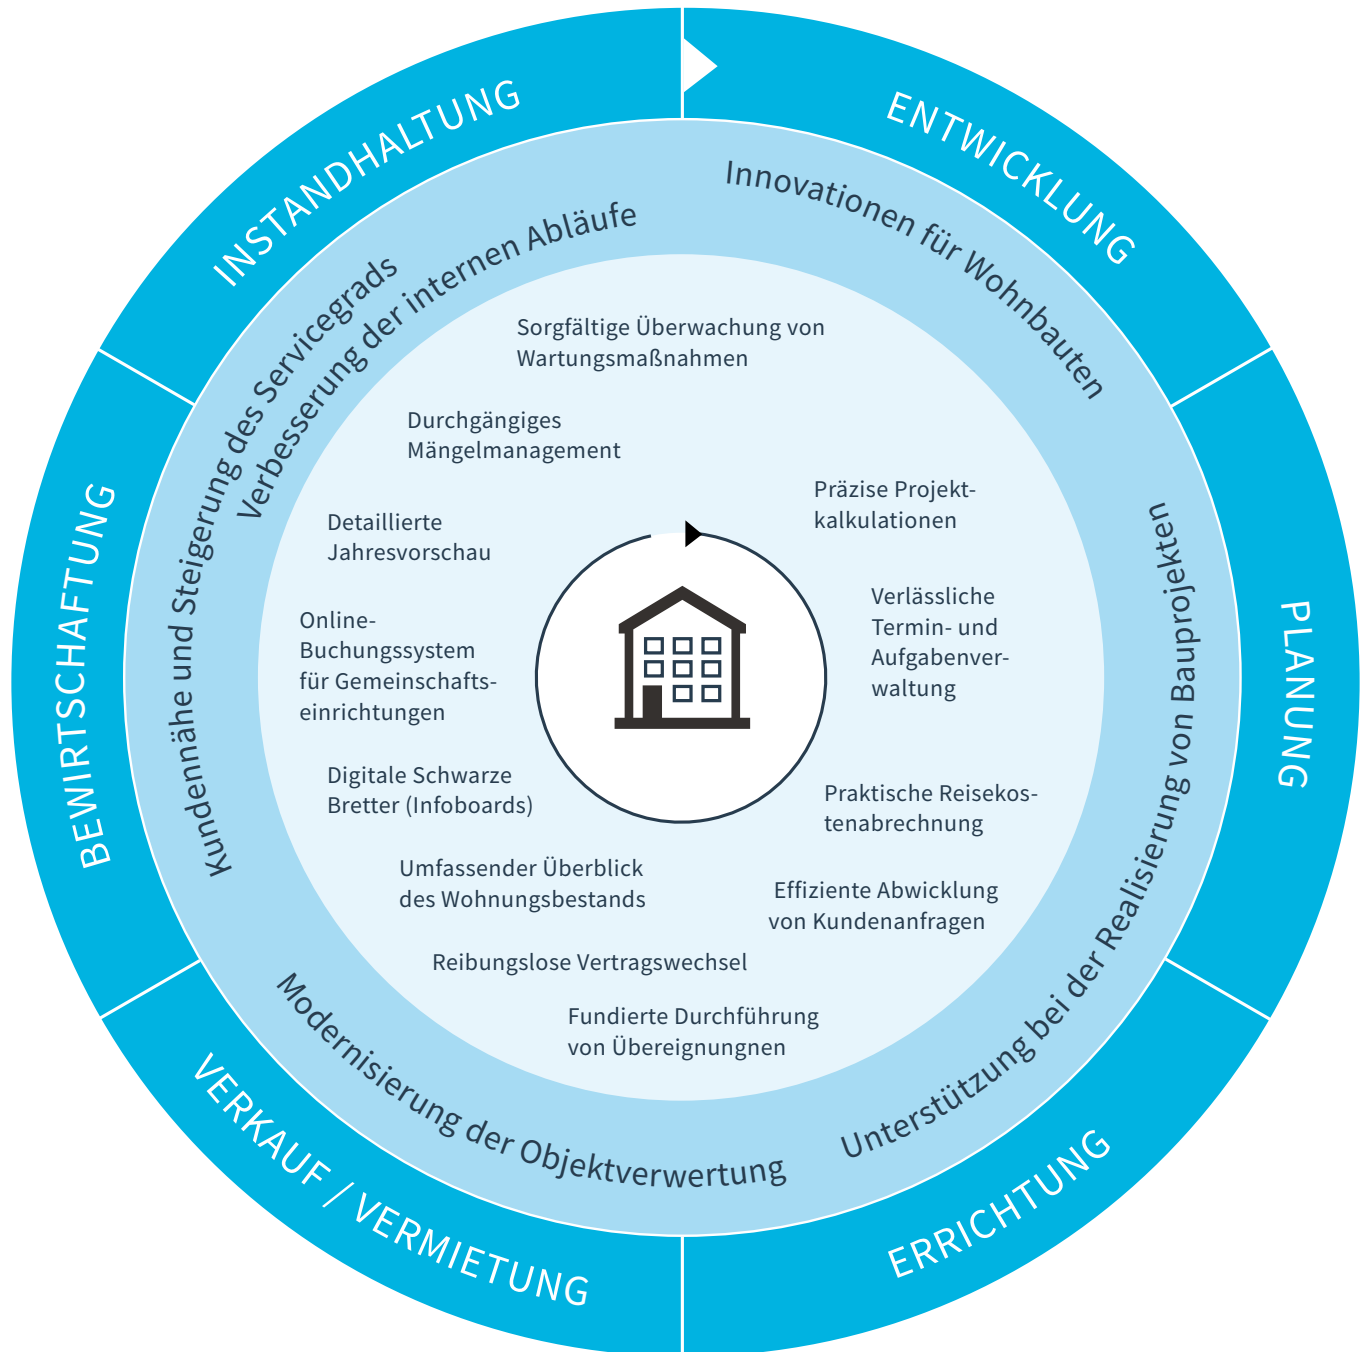 ENTWICKLUNG
PLANUNG
ERRICHTUNG
VERKAUF / VERMIETUNG
BEWIRTSCHAFTUNG
INSTANDHALTUNG
Innovationen für Wohnbauten
Unterstützung bei der Realisierung von Bauprojekten
Modernisierung der Objektverwertung
Kundennähe und Steigerung des Servicegrads
Verbesserung der internen Abläufe
Sorgfältige Überwachung von
Wartungsmaßnahmen
Durchgängiges
Mängelmanagement
Detaillierte
Jahresvorschau
Online-
Buchungssystem
für Gemeinschafts-
einrichtungen
Digitale Schwarze
Bretter (Infoboards)
Umfassender Überblick
des Wohnungsbestands
Reibungslose Vertragswechsel
Fundierte Durchführung
von Übereignungnen
Präzise Projekt-
kalkulationen
Verlässliche
Termin- und
Aufgabenver-
waltung
Praktische Reisekos-
tenabrechnung
Effiziente Abwicklung
von Kundenanfragen